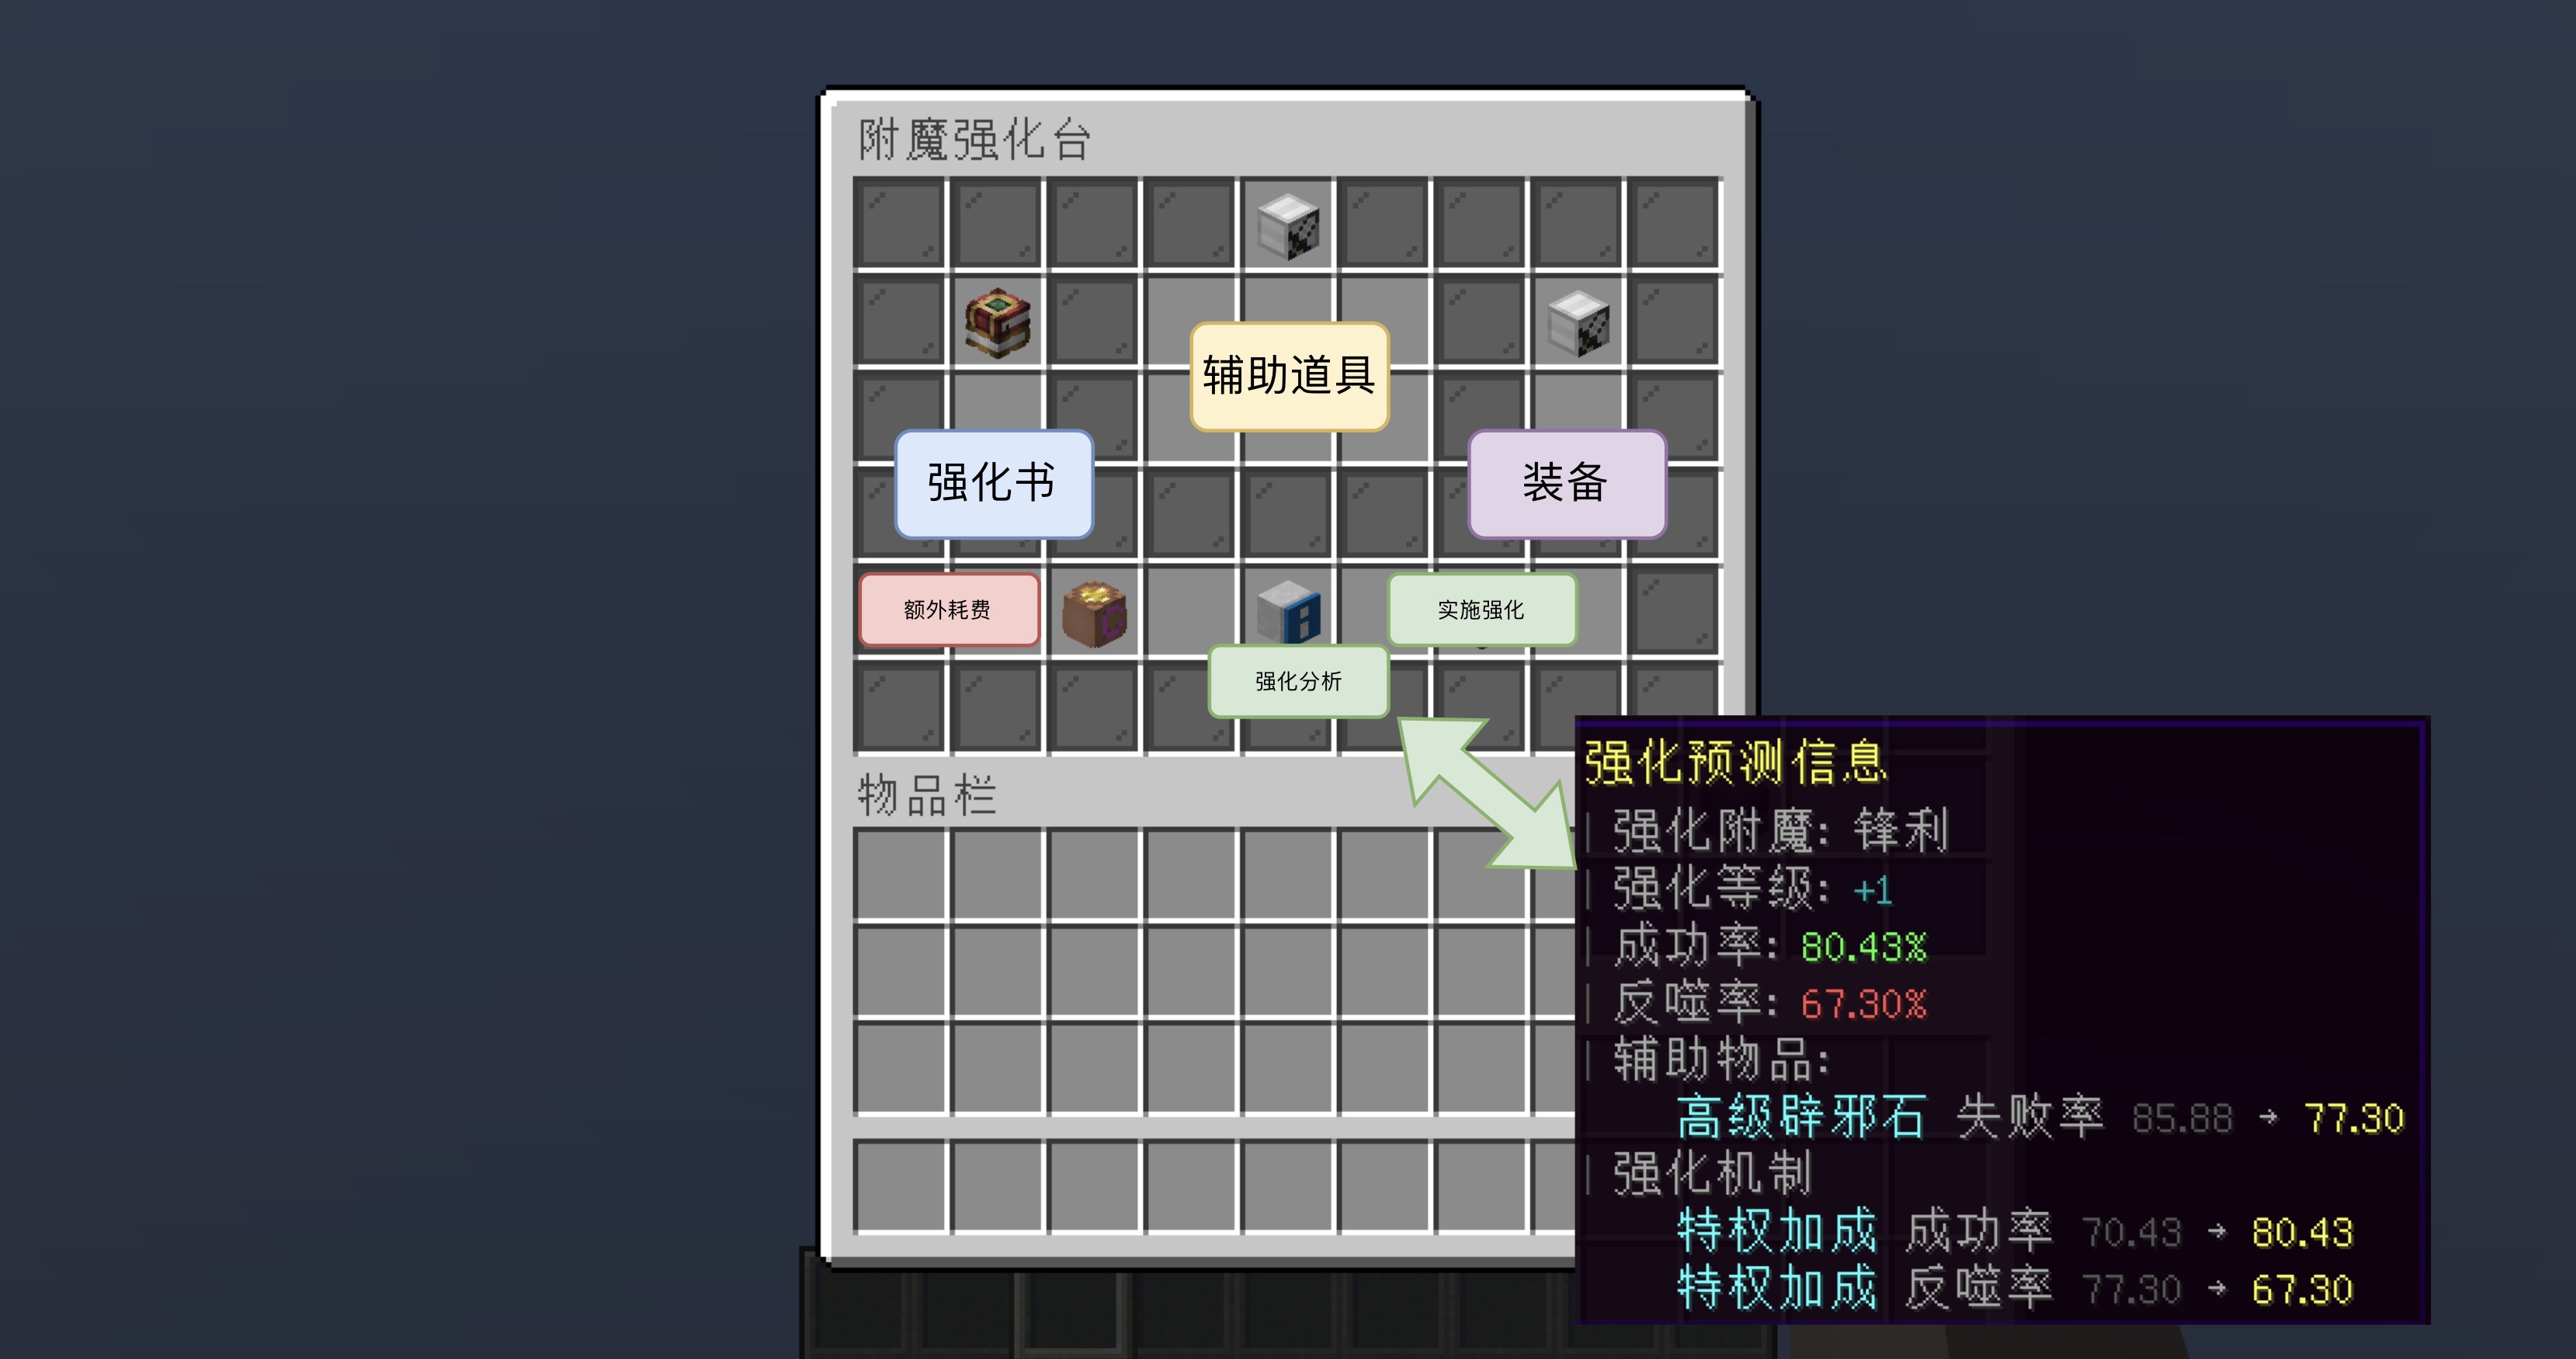 附魔强化台
辅助道具
强化书
装备
额外耗费
实施强化
强化分析
物品栏
强化预测信息
| 强化附魔: 锋利
| 强化等级: +1
| 成功率: 80.43%
| 反噬率: 67.30%
| 辅助物品:
高级辟邪石 失败率 85.88 → 77.30
| 强化机制
特权加成 成功率 70.43 → 80.43
特权加成 反噬率 77.30 → 67.30